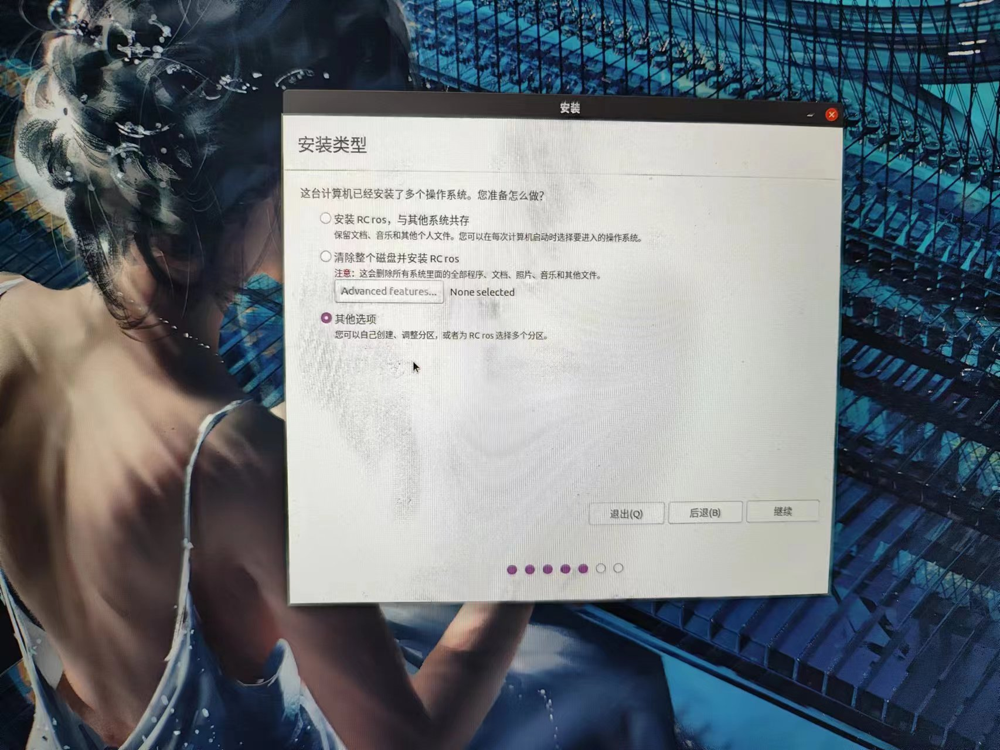 安装
安装类型
这台计算机已经安装了多个操作系统。您准备怎么做？
安装 RC ros，与其他系统共存
保留文档、音乐和其他个人文件。您可以在每次计算机启动时选择要进入的操作系统。
清除整个磁盘并安装 RC ros
注意：这会删除所有系统里面的全部程序、文档、照片、音乐和其他文件。
Advanced features... None selected
其他选项
您可以自己创建、调整分区，或者为 RC ros 选择多个分区。
退出(Q) 后退(B) 继续